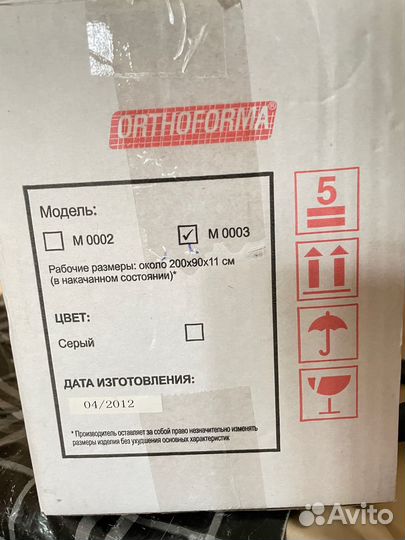 ORTHOFORMA®
Модель:
М 0002
М 0003
Рабочие размеры: около 200х90х11 см
(в накачанном состоянии)*
ЦВЕТ:
Серый
ДАТА ИЗГОТОВЛЕНИЯ:
04/2012
* Производитель оставляет за собой право незначительно изменять
размеры изделия без ухудшения основных характеристик
5
Avito